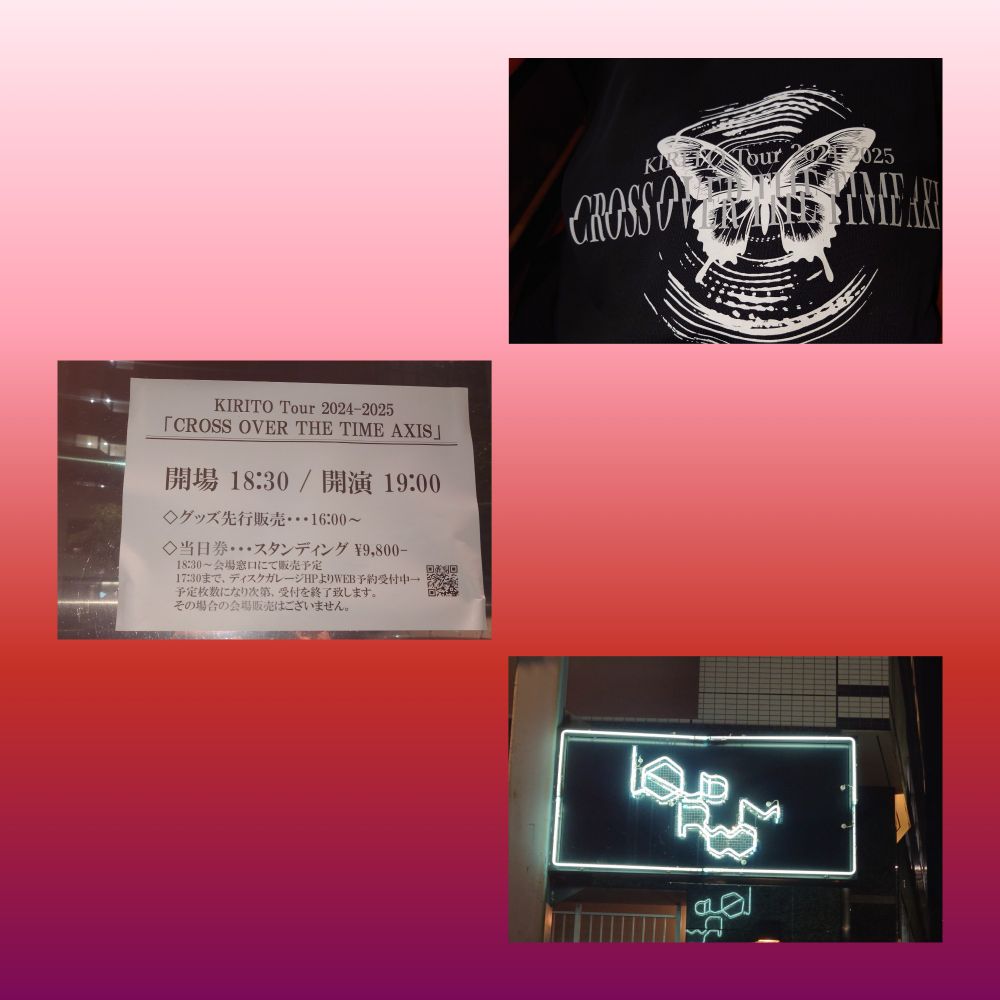 KIRITO Tour 2024-2025
CROSS OVER THE TIME AXI
KIRITO Tour 2024-2025
「CROSS OVER THE TIME AXIS」
開場 18:30 / 開演 19:00
◇グッズ先行販売・・・16:00～
◇当日券・・・スタンディング ¥9,800-
18:30～会場窓口にて販売予定
17:30まで、ディスクガレージHPよりWEB予約受付中→
予定枚数になり次第、受付を終了致します。
その場合の会場販売はございません。